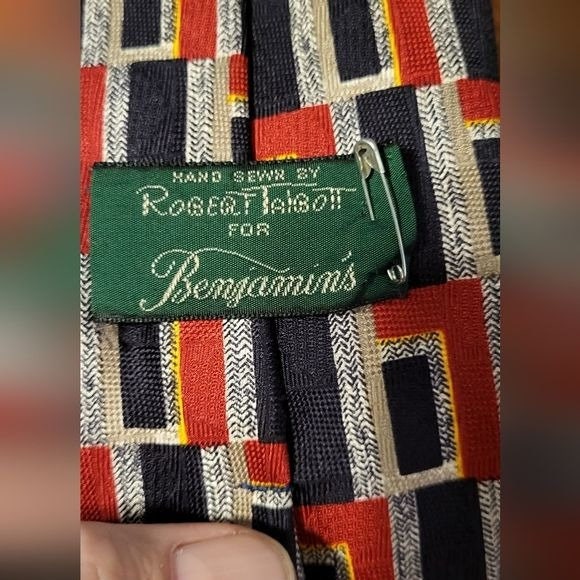 HAND SEWN BY
ROBERT TALBOTT
FOR
Benjamin's